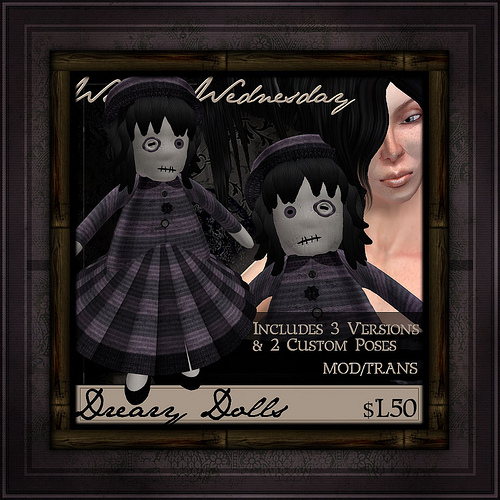 Wednesday
INCLUDES 3 VERSIONS
& 2 CUSTOM POSES
MOD/TRANS
Dreary Dolls
$L50